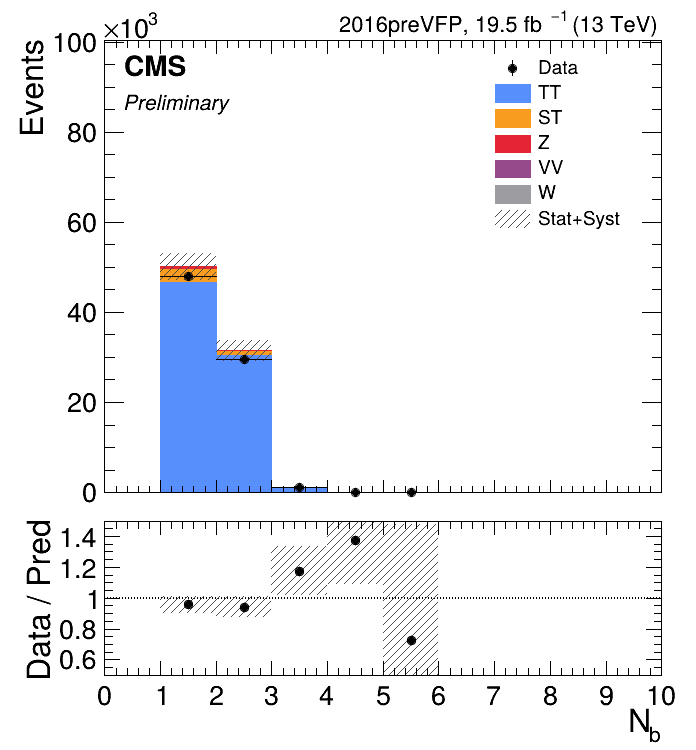 ×10³
2016preVFP, 19.5 fb⁻¹ (13 TeV)
Events
100
80
60
40
20
0
CMS
Preliminary
Data
TT
ST
Z
VV
W
Stat+Syst
Data / Pred
1.4
1.2
1
0.8
0.6
0 1 2 3 4 5 6 7 8 9 10
N_b